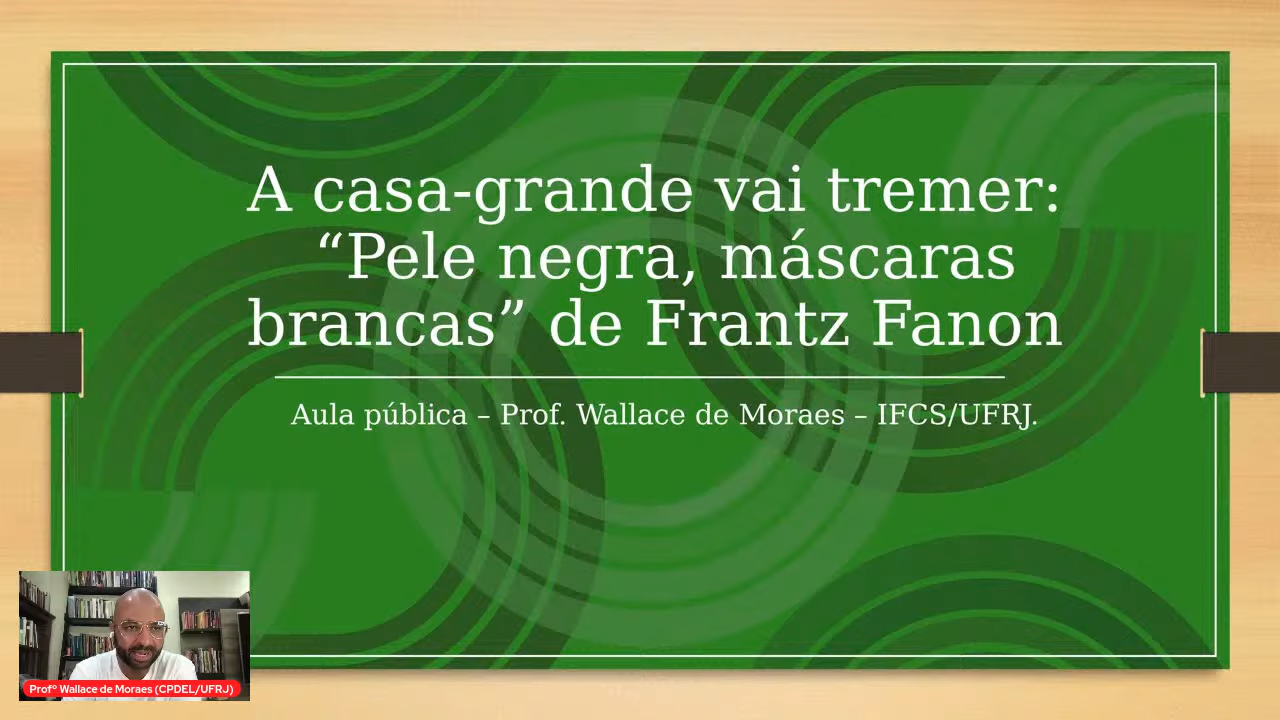 A casa-grande vai tremer:
“Pele negra, máscaras
brancas” de Frantz Fanon
Aula pública – Prof. Wallace de Moraes – IFCS/UFRJ.
Profº Wallace de Moraes (CPDEL/UFRJ)